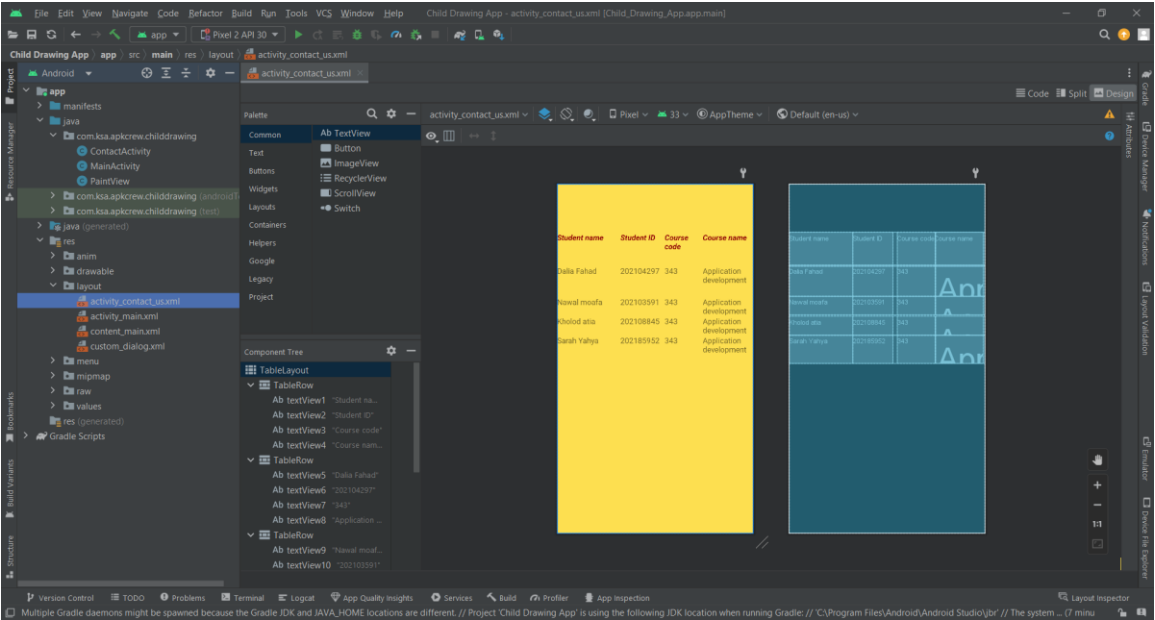 File Edit View Navigate Code Refactor Build Run Tools VCS Window Help Child Drawing App - activity_contact_us.xml [Child_Drawing_App.app.main]
app Pixel 2 API 30
Child Drawing App app src main res layout activity_contact_us.xml
Android activity_contact_us.xml
Code Split Design
app
manifests
java
com.ksa.apkcrew.childdrawing
ContactActivity
MainActivity
PaintView
com.ksa.apkcrew.childdrawing (androidT
com.ksa.apkcrew.childdrawing (test)
java (generated)
res
anim
drawable
layout
activity_contact_us.xml
activity_main.xml
content_main.xml
custom_dialog.xml
menu
mipmap
raw
values
res (generated)
Gradle Scripts
Project
Resource Manager
Bookmarks
Build Variants
Structure
Palette
Common
Text
Buttons
Widgets
Layouts
Containers
Helpers
Google
Legacy
Project
Ab TextView
Button
ImageView
RecyclerView
ScrollView
Switch
activity_contact_us.xml Pixel 33 AppTheme Default (en-us)
Component Tree
TableLayout
TableRow
Ab textView1 "Student na...
Ab textView2 "Student ID"
Ab textView3 "Course code"
Ab textView4 "Course nam...
TableRow
Ab textView5 "Dalia Fahad"
Ab textView6 "202104297"
Ab textView7 "343"
Ab textView8 "Application ...
TableRow
Ab textView9 "Nawal moaf...
Ab textView10 "202103591"
Student name Student ID Course code Course name
Dalia Fahad 202104297 343 Application development
Nawal moafa 202103591 343 Application development
Kholod atia 202108845 343 Application development
Sarah Yahya 202185952 343 Application development
Student name Student ID Course code Course name
Dalia Fahad 202104297 343 Apr
Nawal moafa 202103591 343
Kholod atia 202108845 343
Sarah Yahya 202185952 343 Apr
1:1
Gradle
Device Manager
Notifications
Layout Validation
Emulator
Device File Explorer
Attributes
Version Control TODO Problems Terminal Logcat App Quality Insights Services Build Profiler App Inspection Layout Inspector
Multiple Gradle daemons might be spawned because the Gradle JDK and JAVA_HOME locations are different. // Project 'Child Drawing App' is using the following JDK location when running Gradle: // 'C:\Program Files\Android\Android Studio\jbr' // The system ... (7 minu